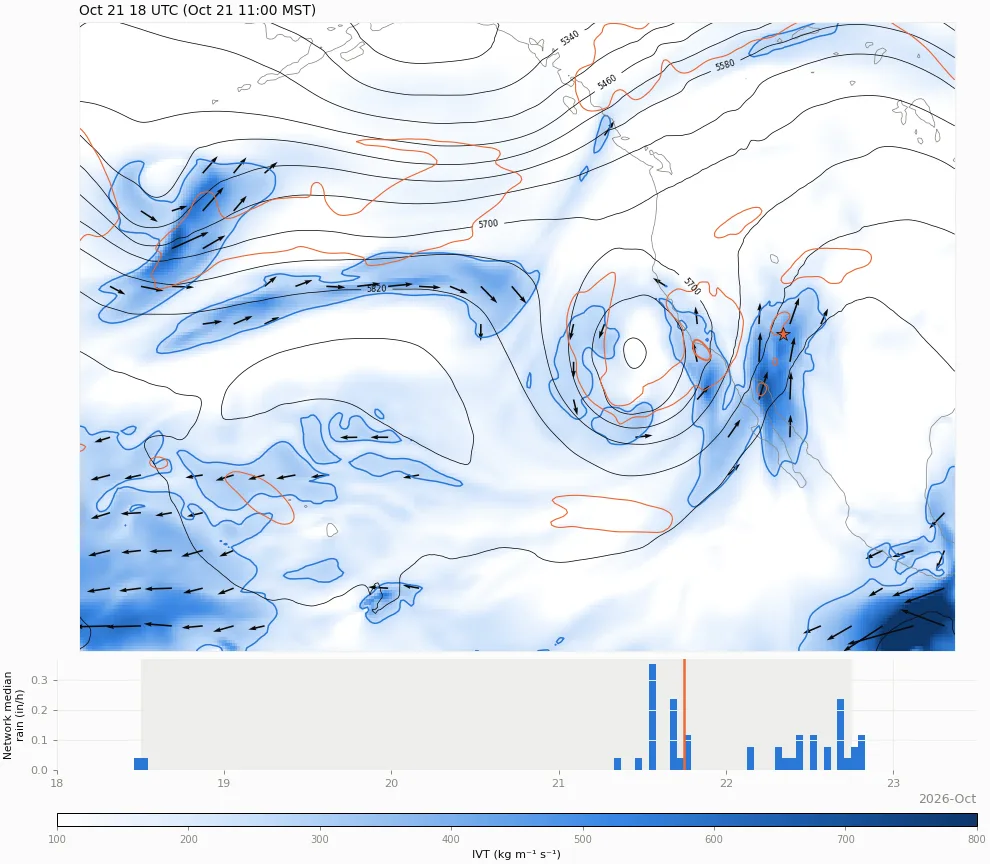 Oct 21 18 UTC (Oct 21 11:00 MST)
5340
5460
5580
5700
5700
5820
Network median
rain (in/h)
0.3
0.2
0.1
0.0
18 19 20 21 22 23
2026-Oct
100 200 300 400 500 600 700 800
IVT (kg m⁻¹ s⁻¹)